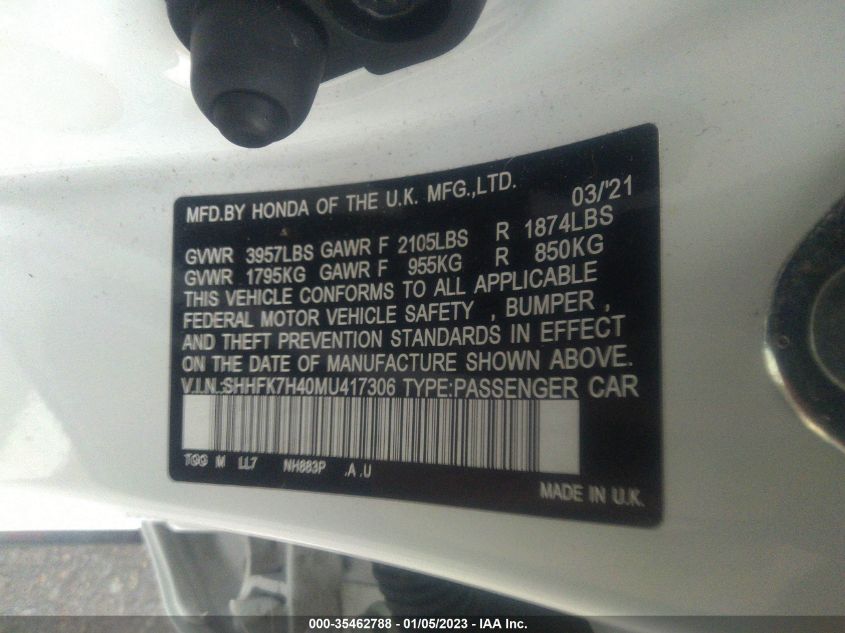 MFD.BY HONDA OF THE U.K. MFG.,LTD. 03/'21
GVWR 3957LBS GAWR F 2105LBS R 1874LBS
GVWR 1795KG GAWR F 955KG R 850KG
THIS VEHICLE CONFORMS TO ALL APPLICABLE
FEDERAL MOTOR VEHICLE SAFETY , BUMPER ,
AND THEFT PREVENTION STANDARDS IN EFFECT
ON THE DATE OF MANUFACTURE SHOWN ABOVE.
V.I.N.:SHHFK7H40MU417306 TYPE:PASSENGER CAR
TGG M LL7 NH883P .A .U
MADE IN U.K.
000-35462788 - 01/05/2023 - IAA Inc.